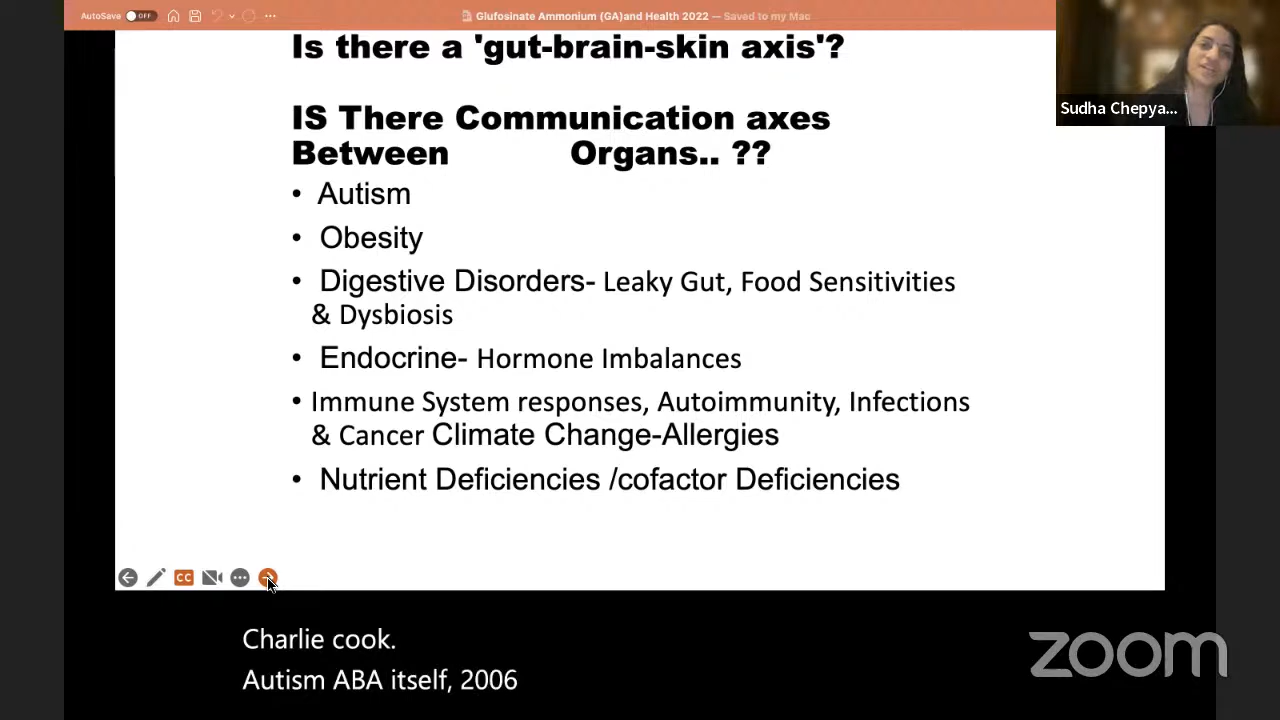 AutoSave OFF Glufosinate Ammonium (GA)and Health 2022 — Saved to my Mac
Is there a 'gut-brain-skin axis'?
Sudha Chepya...
IS There Communication axes
Between Organs.. ??
• Autism
• Obesity
• Digestive Disorders- Leaky Gut, Food Sensitivities
& Dysbiosis
• Endocrine- Hormone Imbalances
• Immune System responses, Autoimmunity, Infections
& Cancer Climate Change-Allergies
• Nutrient Deficiencies /cofactor Deficiencies
CC
Charlie cook.
Autism ABA itself, 2006
zoom